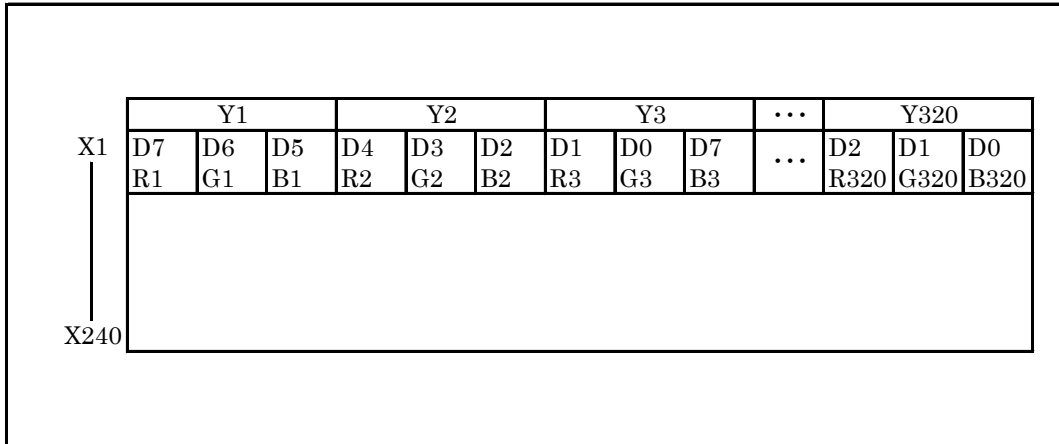 Y1 Y2 Y3 ... Y320
X1 D7 D6 D5 D4 D3 D2 D1 D0 D7 ... D2 D1 D0
R1 G1 B1 R2 G2 B2 R3 G3 B3 R320 G320 B320
X240